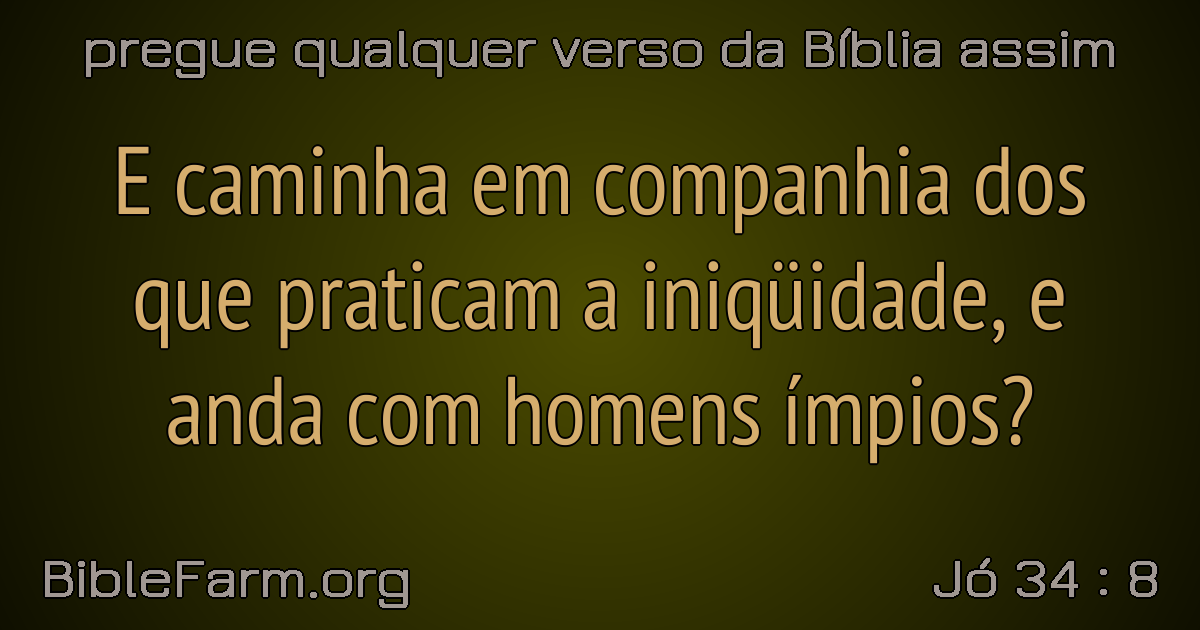 pregue qualquer verso da Bíblia assim
E caminha em companhia dos
que praticam a iniqüidade, e
anda com homens ímpios?
BibleFarm.org
Jó 34 : 8